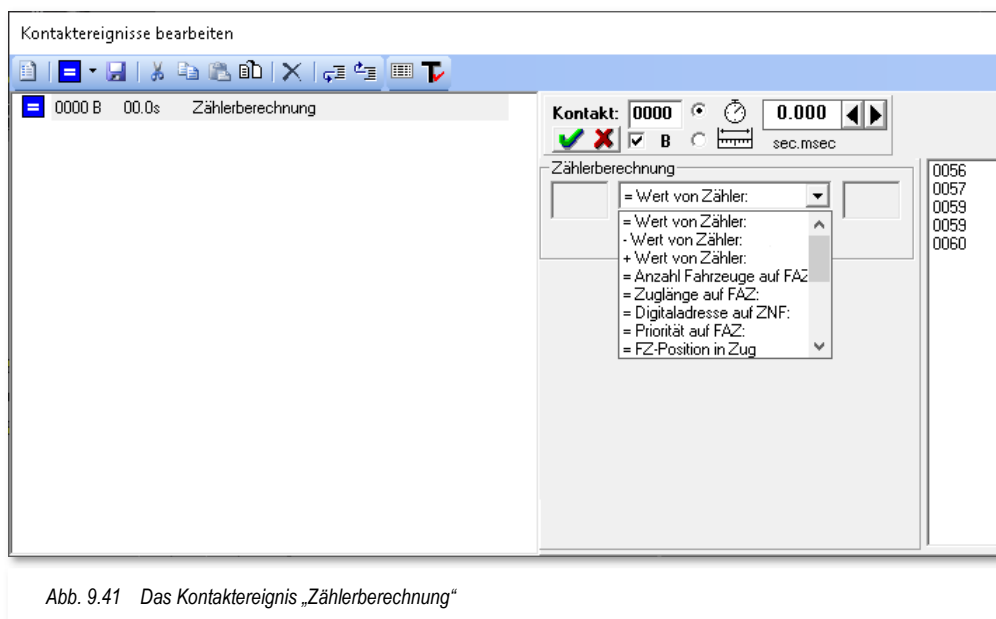 Kontaktereignisse bearbeiten
0000 B 00.0s Zählerberechnung
Kontakt: 0000 0.000
B sec.msec
Zählerberechnung
= Wert von Zähler:
= Wert von Zähler:
- Wert von Zähler:
+ Wert von Zähler:
= Anzahl Fahrzeuge auf FAZ
= Zuglänge auf FAZ:
= Digitaladresse auf ZNF:
= Priorität auf FAZ:
= FZ-Position in Zug
0056
0057
0059
0059
0060
Abb. 9.41 Das Kontaktereignis „Zählerberechnung“